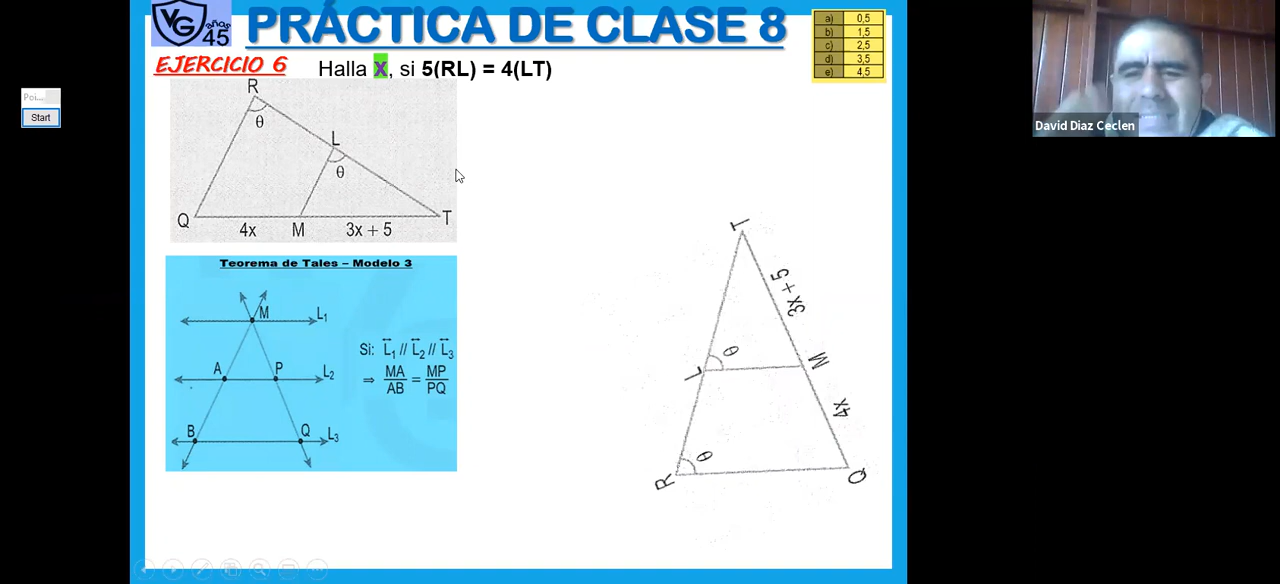 VG
años
45
PRÁCTICA DE CLASE 8
a) 0,5
b) 1,5
c) 2,5
d) 3,5
e) 4,5
EJERCICIO 6
Halla x, si 5(RL) = 4(LT)
Poi...
Start
David Diaz Ceclen
R
θ
L
θ
Q
M
T
4x
3x + 5
Teorema de Tales – Modelo 3
M
L1
A
P
L2
B
Q
L3
Si: L1 // L2 // L3
⇒ MA/AB = MP/PQ
T
3x + 5
θ
L
M
4x
θ
R
Q